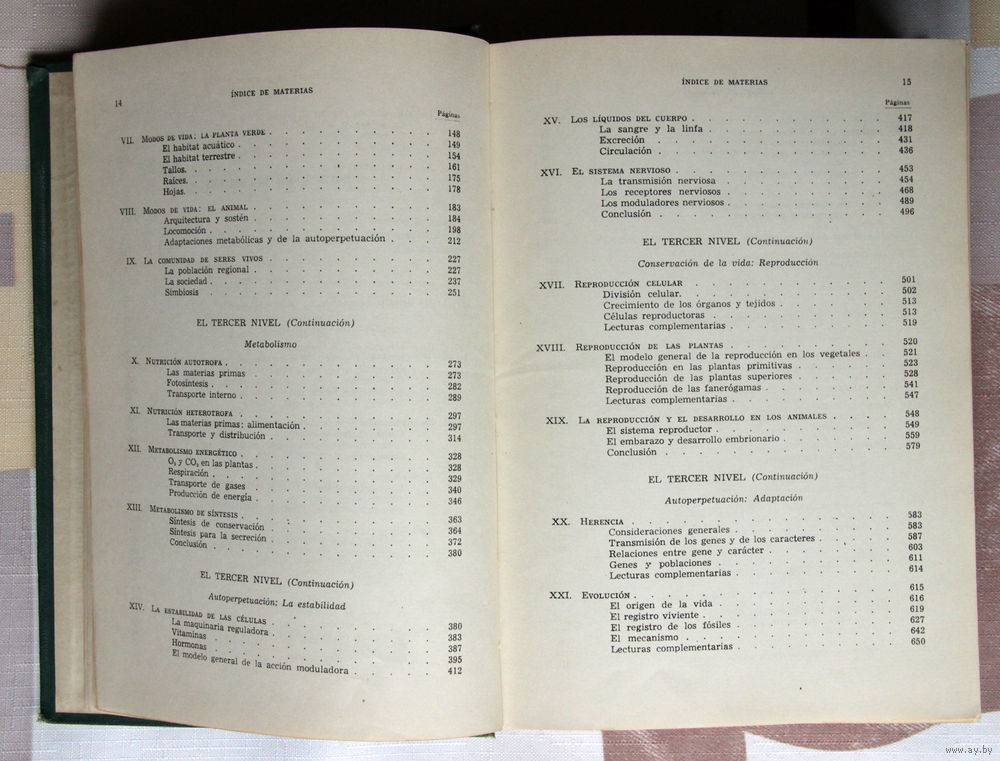 14
ÍNDICE DE MATERIAS
Páginas
VII. MODOS DE VIDA: LA PLANTA VERDE . . . . . . . . . 148
El habitat acuático . . . . . . . . . . 149
El habitat terrestre . . . . . . . . . . 154
Tallos. . . . . . . . . . . . 161
Raíces. . . . . . . . . . . . 175
Hojas. . . . . . . . . . . . 178
VIII. MODOS DE VIDA: EL ANIMAL . . . . . . . . . 183
Arquitectura y sostén . . . . . . . . . 184
Locomoción . . . . . . . . . . . 198
Adaptaciones metabólicas y de la autoperpetuación . . . 212
IX. LA COMUNIDAD DE SERES VIVOS . . . . . . . . 227
La población regional . . . . . . . . . 227
La sociedad . . . . . . . . . . . 237
Simbiosis . . . . . . . . . . . 251
EL TERCER NIVEL (Continuación)
Metabolismo
X. NUTRICIÓN AUTOTROFA . . . . . . . . . . 273
Las materias primas . . . . . . . . . 273
Fotosíntesis . . . . . . . . . . . 282
Transporte interno . . . . . . . . . . 289
XI. NUTRICIÓN HETEROTROFA . . . . . . . . . 297
Las materias primas: alimentación . . . . . . . 297
Transporte y distribución . . . . . . . . 314
XII. METABOLISMO ENERGÉTICO . . . . . . . . . 328
O₂ y CO₂ en las plantas . . . . . . . . . 328
Respiración . . . . . . . . . . . 329
Transporte de gases . . . . . . . . . 340
Producción de energía . . . . . . . . . 346
XIII. METABOLISMO DE SÍNTESIS . . . . . . . . . 363
Síntesis de conservación . . . . . . . . 364
Síntesis para la secreción . . . . . . . . 372
Conclusión . . . . . . . . . . . 380
EL TERCER NIVEL (Continuación)
Autoperpetuación: La estabilidad
XIV. LA ESTABILIDAD DE LAS CÉLULAS . . . . . . . . 380
La maquinaria reguladora . . . . . . . . 383
Vitaminas . . . . . . . . . . . 387
Hormonas . . . . . . . . . . . 395
El modelo general de la acción moduladora . . . . . 412
ÍNDICE DE MATERIAS
15
Páginas
XV. LOS LÍQUIDOS DEL CUERPO . . . . . . . . . 417
La sangre y la linfa . . . . . . . . . 418
Excreción . . . . . . . . . . . 431
Circulación . . . . . . . . . . . 436
XVI. EL SISTEMA NERVIOSO . . . . . . . . . . 453
La transmisión nerviosa . . . . . . . . 454
Los receptores nerviosos . . . . . . . . 468
Los moduladores nerviosos . . . . . . . . 489
Conclusión . . . . . . . . . . . 496
EL TERCER NIVEL (Continuación)
Conservación de la vida: Reproducción
XVII. REPRODUCCIÓN CELULAR . . . . . . . . . 501
División celular. . . . . . . . . . 502
Crecimiento de los órganos y tejidos . . . . . . 513
Células reproductoras . . . . . . . . . 513
Lecturas complementarias . . . . . . . . 519
XVIII. REPRODUCCIÓN DE LAS PLANTAS . . . . . . . . 520
El modelo general de la reproducción en los vegetales . . 521
Reproducción en las plantas primitivas . . . . . 523
Reproducción de las plantas superiores . . . . . 528
Reproducción de las fanerógamas . . . . . . . 541
Lecturas complementarias . . . . . . . . 547
XIX. LA REPRODUCCIÓN Y EL DESARROLLO EN LOS ANIMALES . . . . 548
El sistema reproductor . . . . . . . . . 549
El embarazo y desarrollo embrionario . . . . . . 559
Conclusión . . . . . . . . . . . 579
EL TERCER NIVEL (Continuación)
Autoperpetuación: Adaptación
XX. HERENCIA . . . . . . . . . . . 583
Consideraciones generales . . . . . . . . 583
Transmisión de los genes y de los caracteres . . . . 587
Relaciones entre gene y carácter . . . . . . . 603
Genes y poblaciones . . . . . . . . . 611
Lecturas complementarias . . . . . . . . 614
XXI. EVOLUCIÓN . . . . . . . . . . . 615
El origen de la vida . . . . . . . . . 616
El registro viviente . . . . . . . . . 619
El registro de los fósiles . . . . . . . . 627
El mecanismo . . . . . . . . . . 642
Lecturas complementarias . . . . . . . . 650
www.ay.by